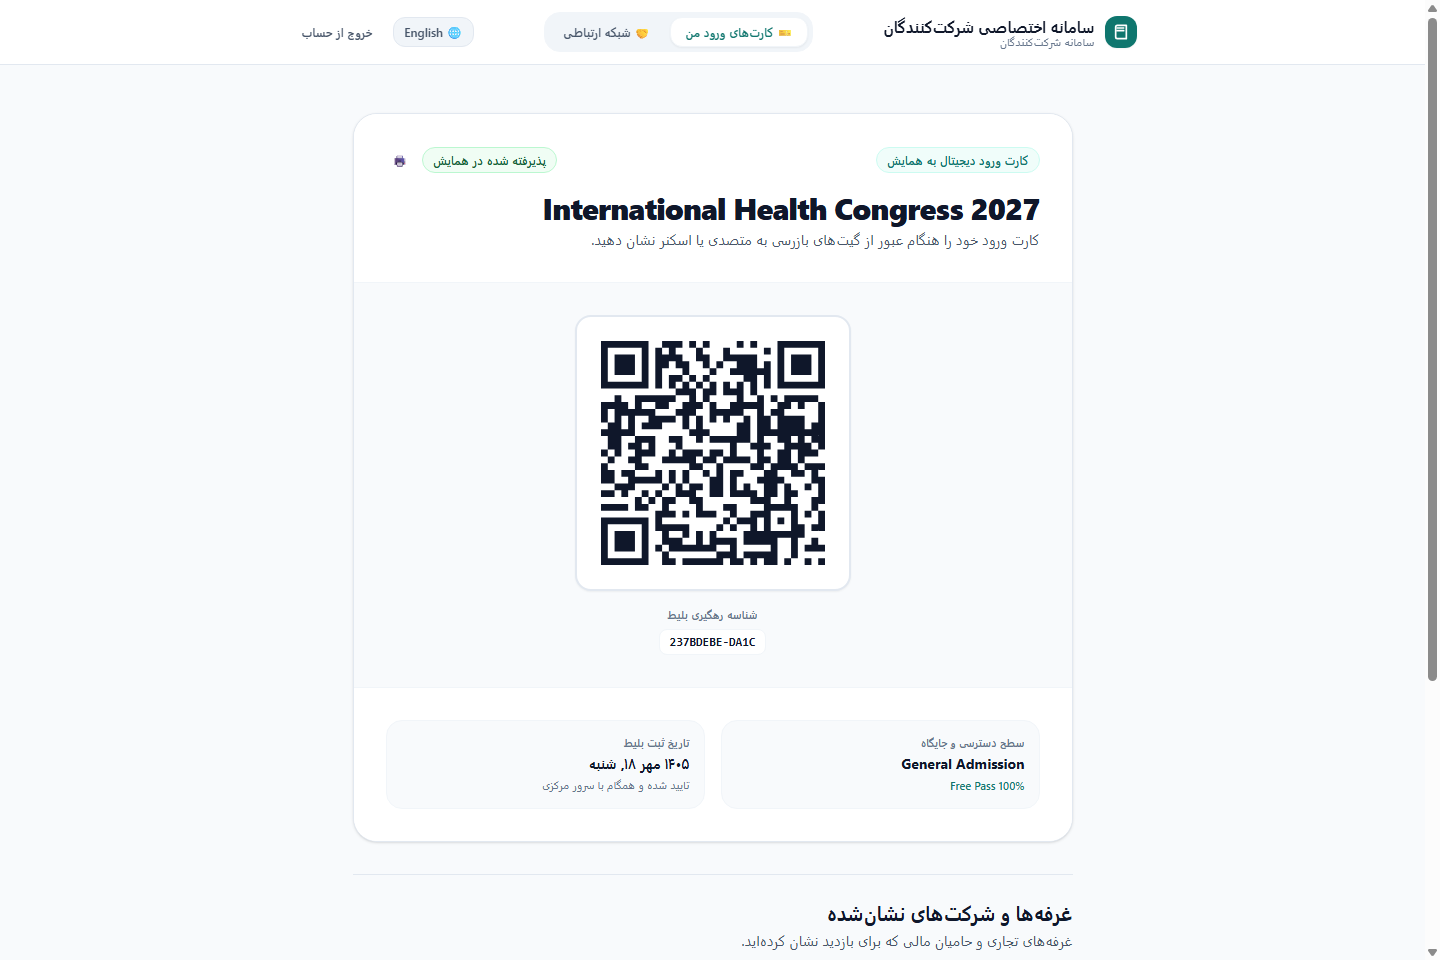 سامانه اختصاصی شرکت‌کنندگان
سامانه شرکت‌کنندگان
کارت‌های ورود من
شبکه ارتباطی
English
خروج از حساب
کارت ورود دیجیتال به همایش
پذیرفته شده در همایش
International Health Congress 2027
کارت ورود خود را هنگام عبور از گیت‌های بازرسی به متصدی یا اسکنر نشان دهید.
شناسه رهگیری بلیط
237BDEBE-DA1C
سطح دسترسی و جایگاه
General Admission
Free Pass 100%
تاریخ ثبت بلیط
۱۴۰۵ مهر ۱۸, شنبه
تایید شده و همگام با سرور مرکزی
غرفه‌ها و شرکت‌های نشان‌شده
غرفه‌های تجاری و حامیان مالی که برای بازدید نشان کرده‌اید.